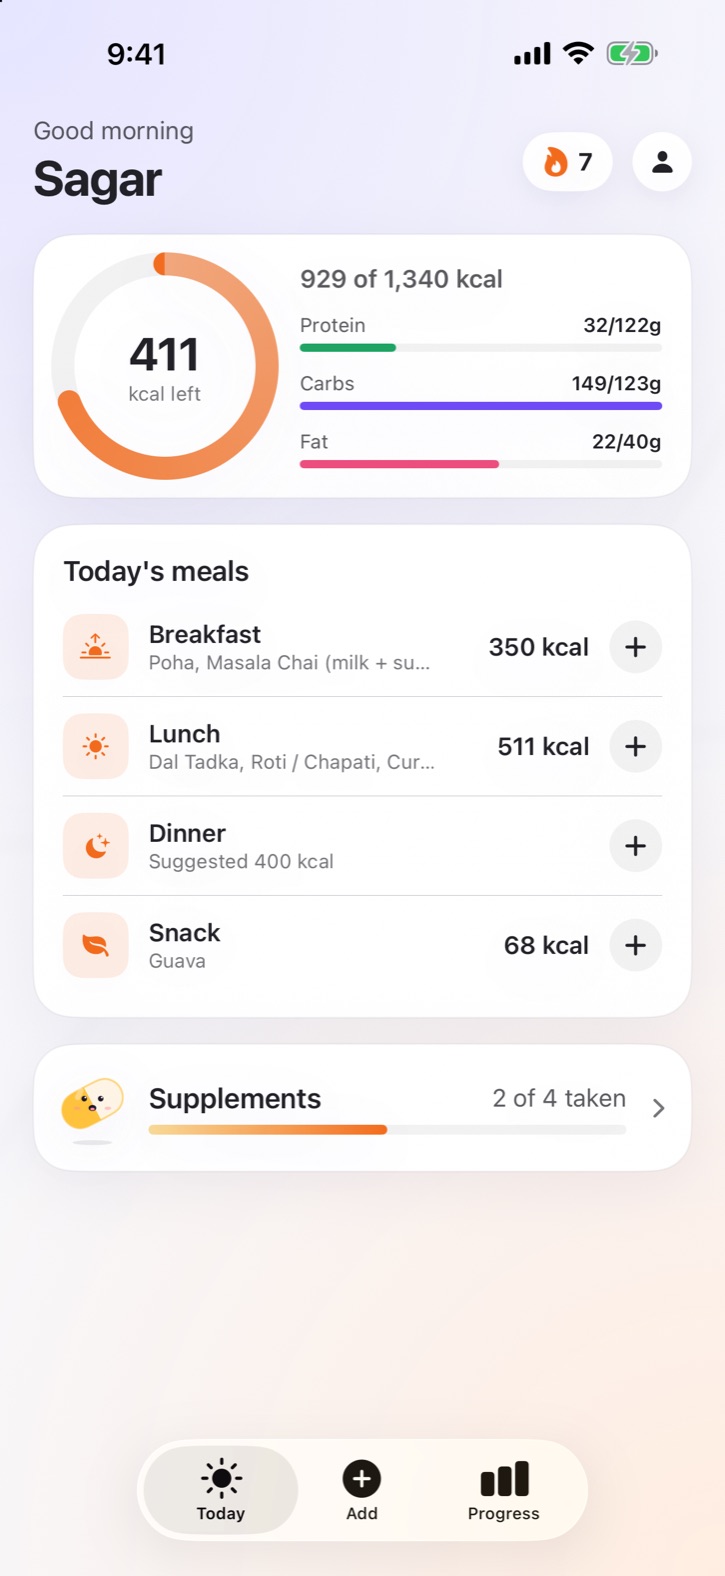 9:41
Good morning
Sagar
7
411
kcal left
929 of 1,340 kcal
Protein 32/122g
Carbs 149/123g
Fat 22/40g
Today's meals
Breakfast
Poha, Masala Chai (milk + su...
350 kcal
Lunch
Dal Tadka, Roti / Chapati, Cur...
511 kcal
Dinner
Suggested 400 kcal
Snack
Guava
68 kcal
Supplements
2 of 4 taken
Today
Add
Progress